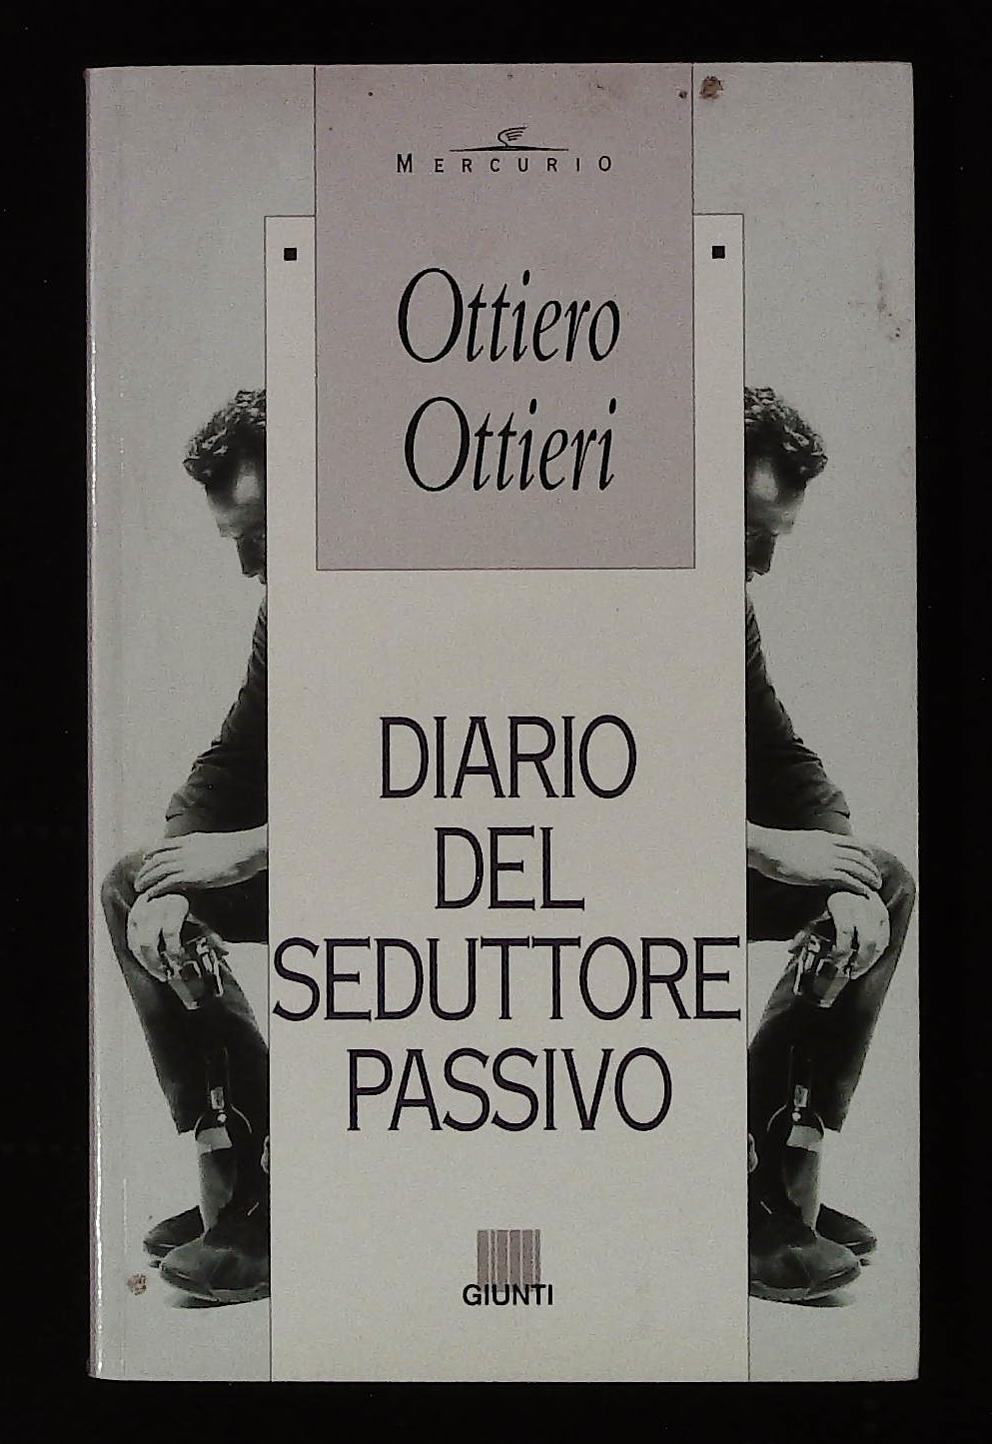 MERCURIO
Ottiero
Ottieri
DIARIO
DEL
SEDUTTORE
PASSIVO
GIUNTI